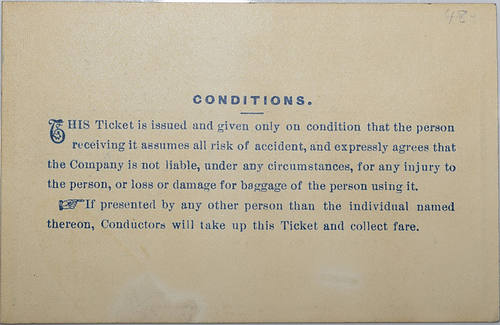 CONDITIONS.
THIS Ticket is issued and given only on condition that the person
receiving it assumes all risk of accident, and expressly agrees that
the Company is not liable, under any circumstances, for any injury to
the person, or loss or damage for baggage of the person using it.
☞If presented by any other person than the individual named
thereon, Conductors will take up this Ticket and collect fare.